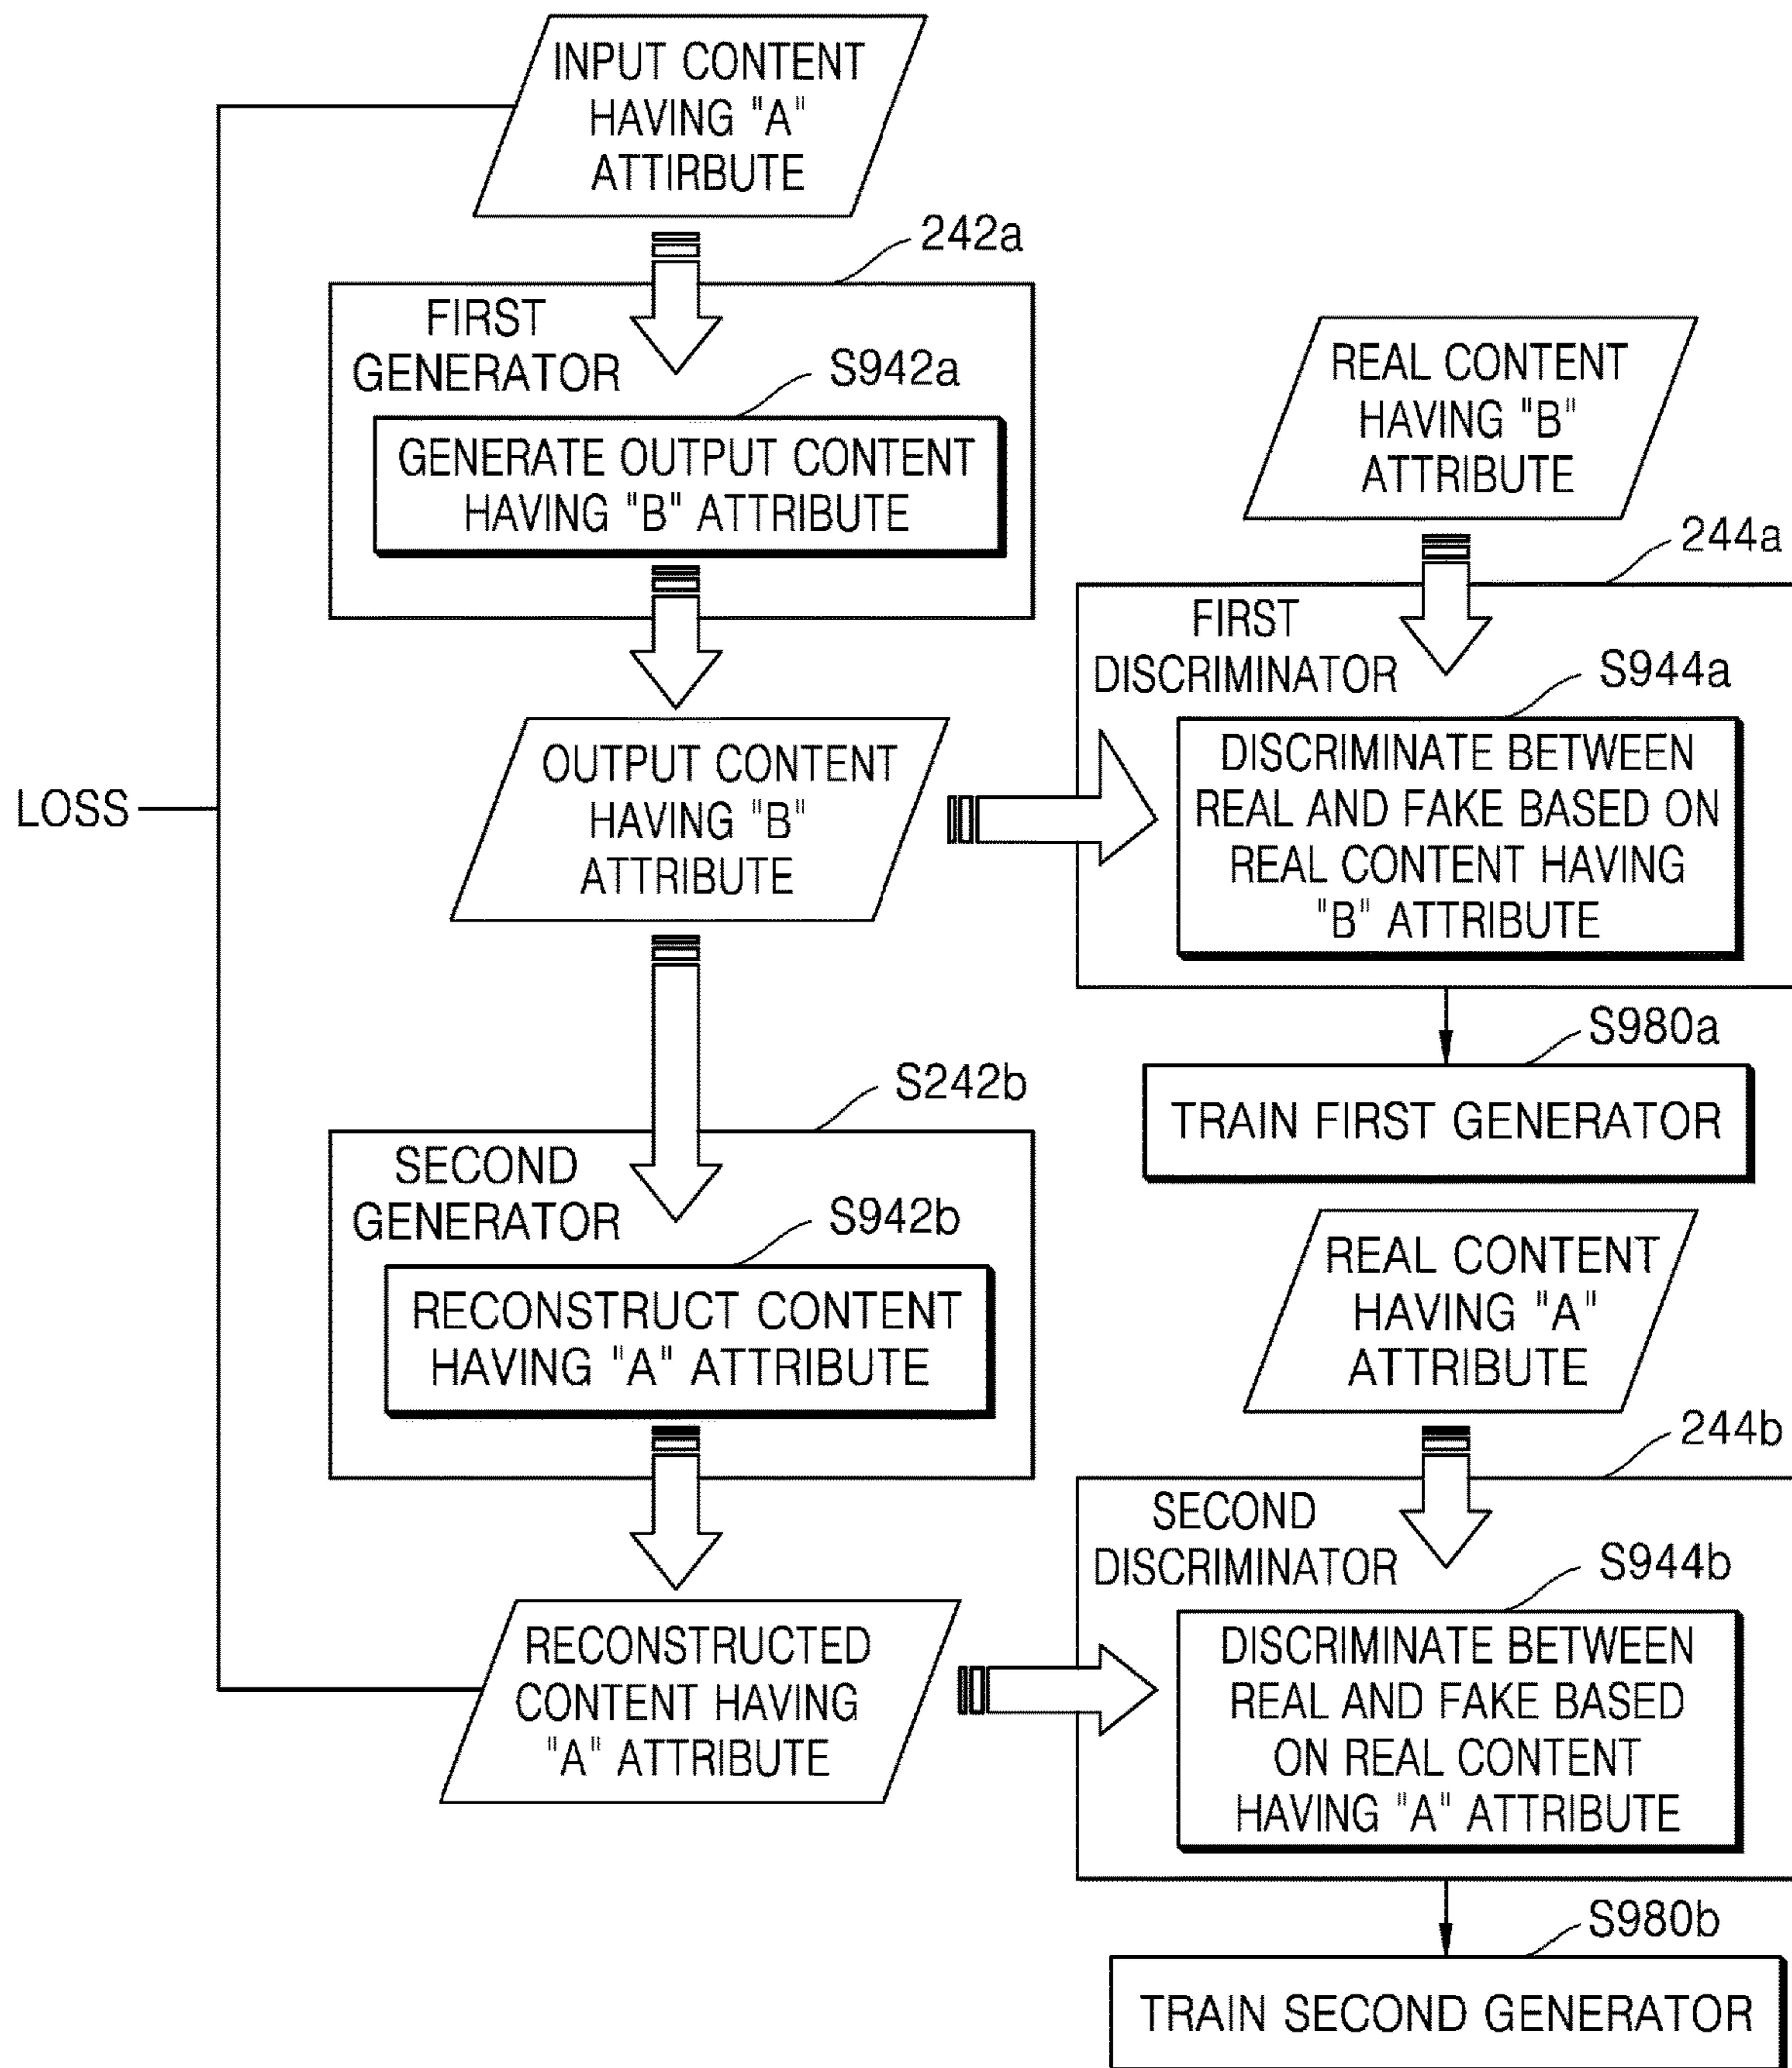 INPUT CONTENT
HAVING "A"
ATTIRBUTE
242a
FIRST
GENERATOR
S942a
GENERATE OUTPUT CONTENT
HAVING "B" ATTRIBUTE
REAL CONTENT
HAVING "B"
ATTRIBUTE
244a
FIRST
DISCRIMINATOR
S944a
DISCRIMINATE BETWEEN
REAL AND FAKE BASED ON
REAL CONTENT HAVING
"B" ATTRIBUTE
OUTPUT CONTENT
HAVING "B"
ATTRIBUTE
LOSS
S980a
TRAIN FIRST GENERATOR
S242b
SECOND
GENERATOR
S942b
RECONSTRUCT CONTENT
HAVING "A" ATTRIBUTE
REAL CONTENT
HAVING "A"
ATTRIBUTE
244b
SECOND
DISCRIMINATOR
S944b
DISCRIMINATE BETWEEN
REAL AND FAKE BASED
ON REAL CONTENT
HAVING "A" ATTRIBUTE
RECONSTRUCTED
CONTENT HAVING
"A" ATTRIBUTE
S980b
TRAIN SECOND GENERATOR